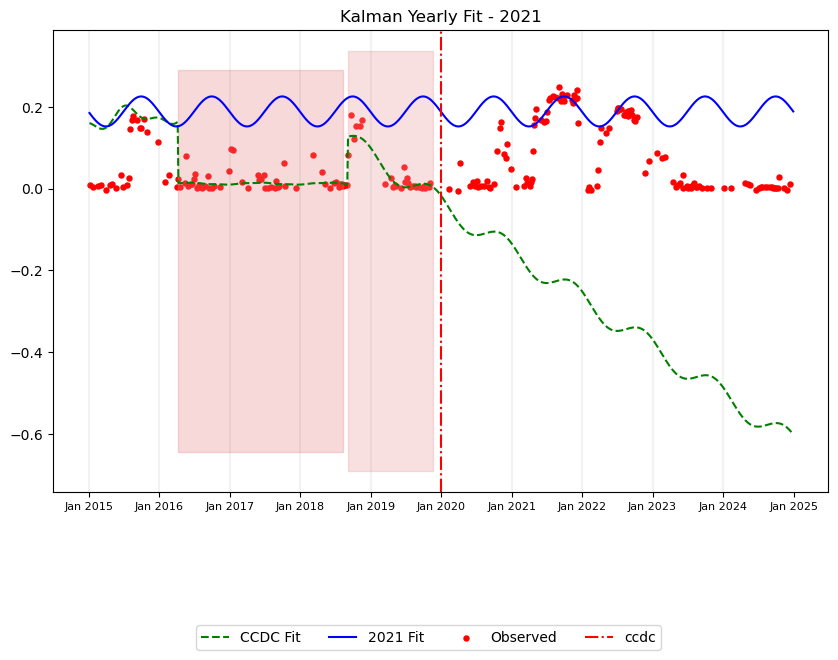 Kalman Yearly Fit - 2021
0.2
0.0
−0.2
−0.4
−0.6
Jan 2015 Jan 2016 Jan 2017 Jan 2018 Jan 2019 Jan 2020 Jan 2021 Jan 2022 Jan 2023 Jan 2024 Jan 2025
CCDC Fit 2021 Fit Observed ccdc